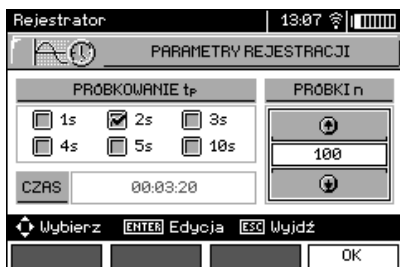 Rejestrator 13:07
PARAMETRY REJESTRACJI
PRÓBKOWANIE tp PRÓBKI n
1s 2s 3s
4s 5s 10s
100
CZAS 00:03:20
Wybierz ENTER Edycja ESC Wyjdź
OK